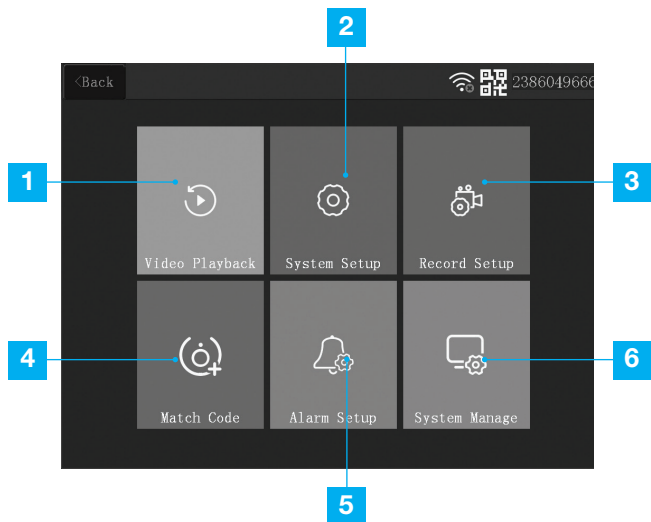 2
<Back
2386049666
1
3
Video Playback
System Setup
Record Setup
4
6
Match Code
Alarm Setup
System Manage
5